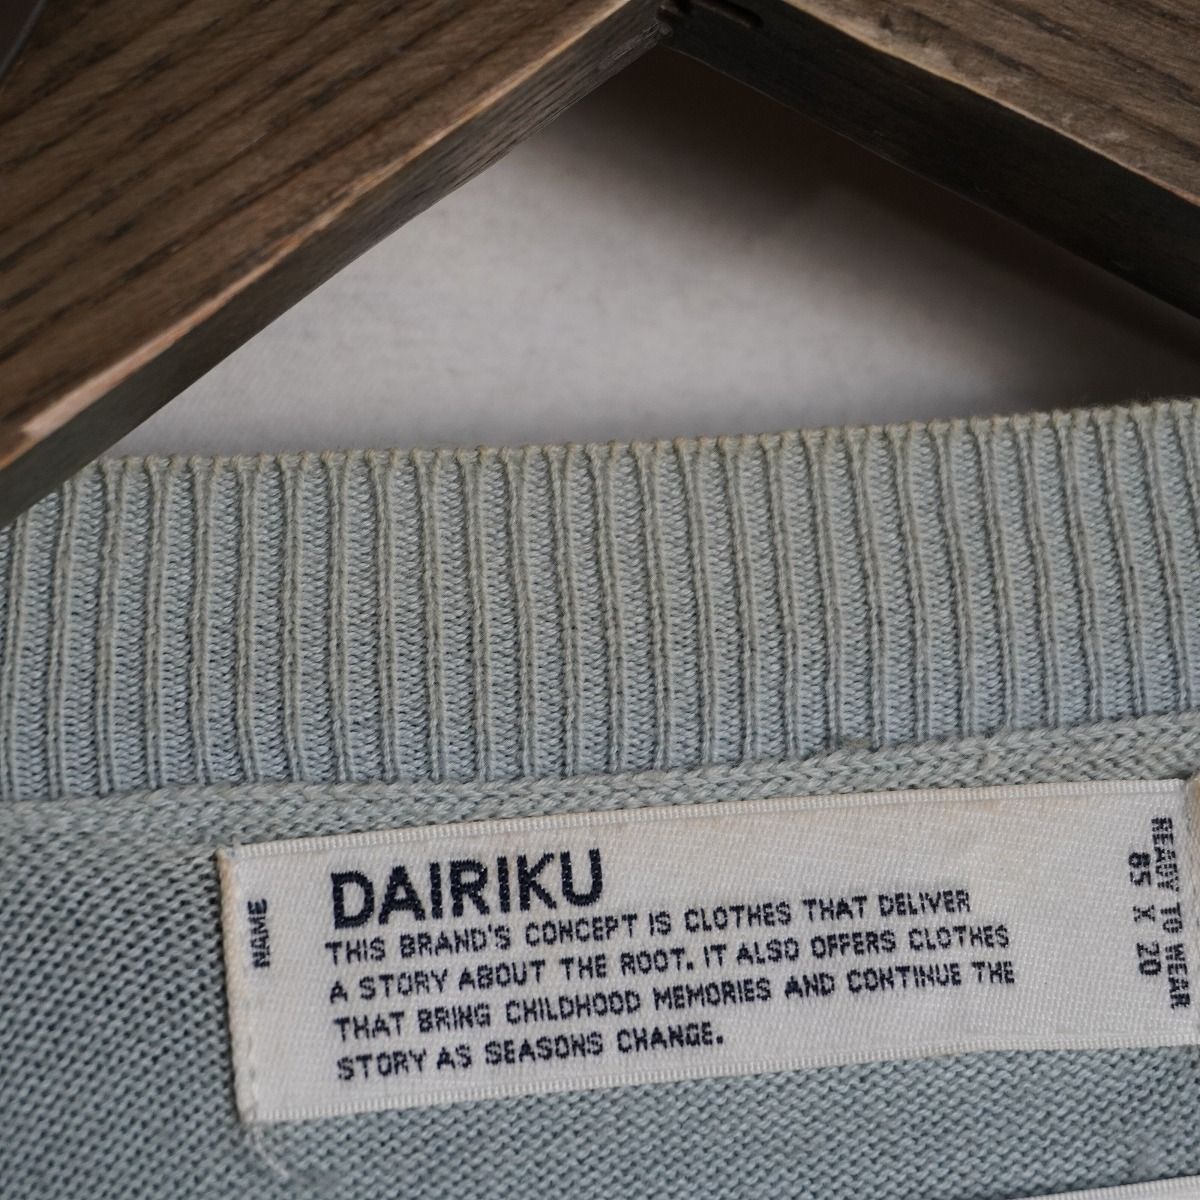 NAME
DAIRIKU
THIS BRAND'S CONCEPT IS CLOTHES THAT DELIVER
A STORY ABOUT THE ROOT. IT ALSO OFFERS CLOTHES
THAT BRING CHILDHOOD MEMORIES AND CONTINUE THE
STORY AS SEASONS CHANGE.
READY TO WEAR
85 X 20